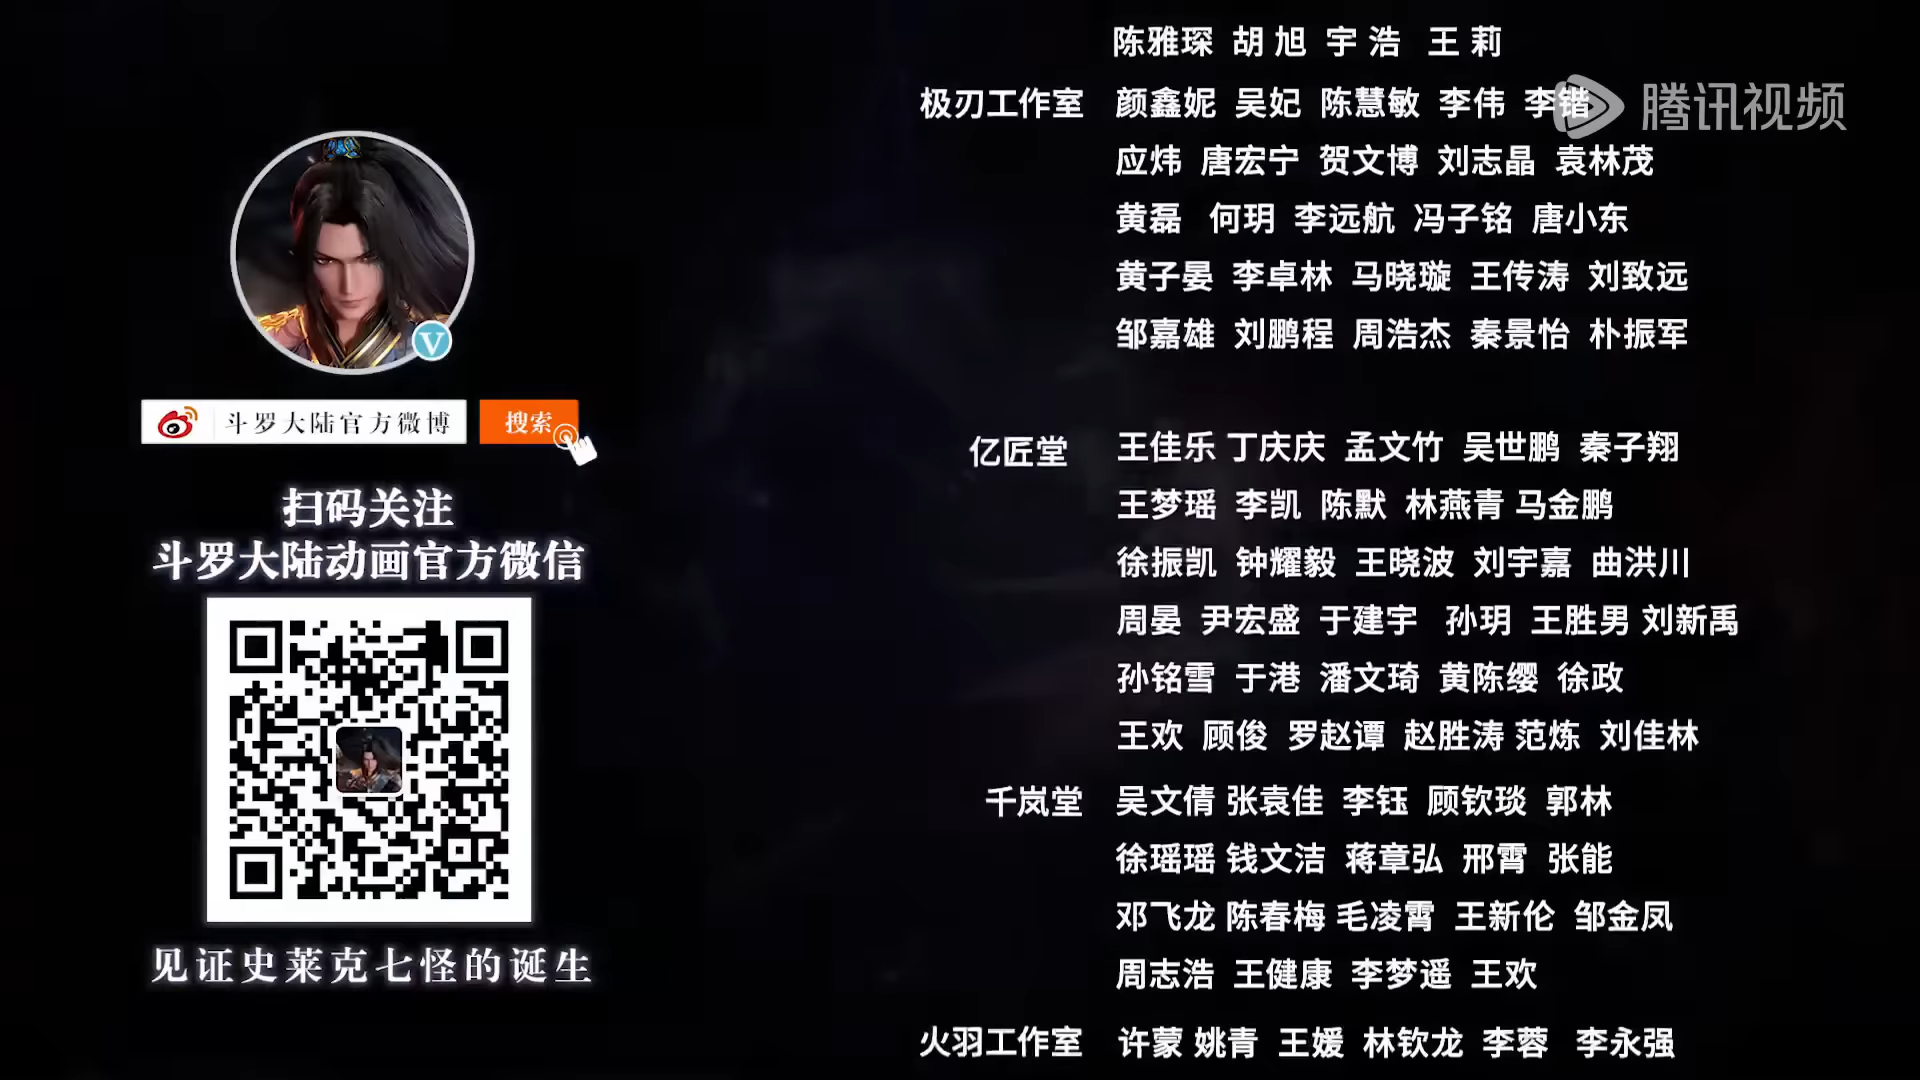 陈雅琛 胡旭 宇浩 王莉
极刃工作室 颜鑫妮 吴妃 陈慧敏 李伟 李锴
腾讯视频
应炜 唐宏宁 贺文博 刘志晶 袁林茂
黄磊 何玥 李远航 冯子铭 唐小东
黄子晏 李卓林 马晓璇 王传涛 刘致远
邹嘉雄 刘鹏程 周浩杰 秦景怡 朴振军
V
斗罗大陆官方微博 搜索
扫码关注
斗罗大陆动画官方微信
见证史莱克七怪的诞生
亿匠堂 王佳乐 丁庆庆 孟文竹 吴世鹏 秦子翔
王梦瑶 李凯 陈默 林燕青 马金鹏
徐振凯 钟耀毅 王晓波 刘宇嘉 曲洪川
周晏 尹宏盛 于建宇 孙玥 王胜男 刘新禹
孙铭雪 于港 潘文琦 黄陈缨 徐政
王欢 顾俊 罗赵谭 赵胜涛 范炼 刘佳林
千岚堂 吴文倩 张袁佳 李钰 顾钦琰 郭林
徐瑶瑶 钱文洁 蒋章弘 邢霄 张能
邓飞龙 陈春梅 毛凌霄 王新伦 邹金凤
周志浩 王健康 李梦遥 王欢
火羽工作室 许蒙 姚青 王媛 林钦龙 李蓉 李永强